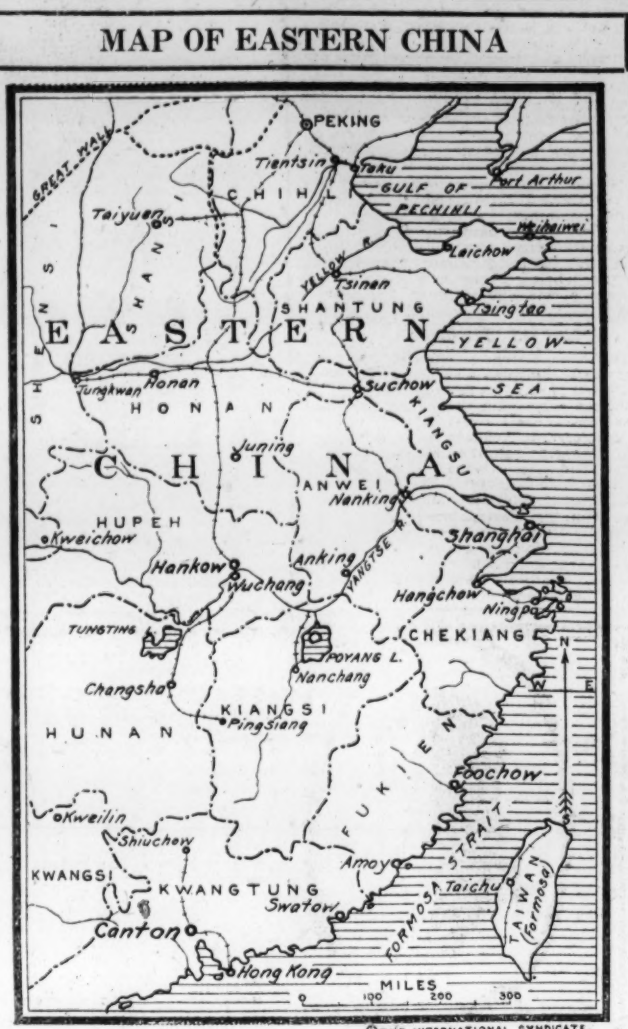 MAP OF EASTERN CHINA
PEKING
GREAT WALL
Tientsin
Taku
Port Arthur
CHIHLI
GULF OF
PECHIHLI
Taiyuen
SHANSI
Weihaiwei
Laichow
YELLOW R.
Tsinan
SHANTUNG
Tsingtao
EASTERN
YELLOW
SEA
SHENSI
Tungkwan
Honan
Suchow
HONAN
KIANGSU
Juning
CHINA
ANWEI
Nanking
HUPEH
Shanghai
Kweichow
Hankow
Anking
YANGTSE R.
Wuchang
Hangchow
Ningpo
TUNGTING
L.
CHEKIANG
N
POYANG L.
Nanchang
Changsha
W
E
KIANGSI
Pingsiang
HUNAN
FUKIEN
Foochow
S
Kweilin
Shiuchow
FORMOSA STRAIT
Amoy
KWANGSI
Taichu
KWANGTUNG
TAIWAN
(Formosa)
Swatow
Canton
Hong Kong
MILES
0 100 200 300
INTERNATIONAL SYNDICATE